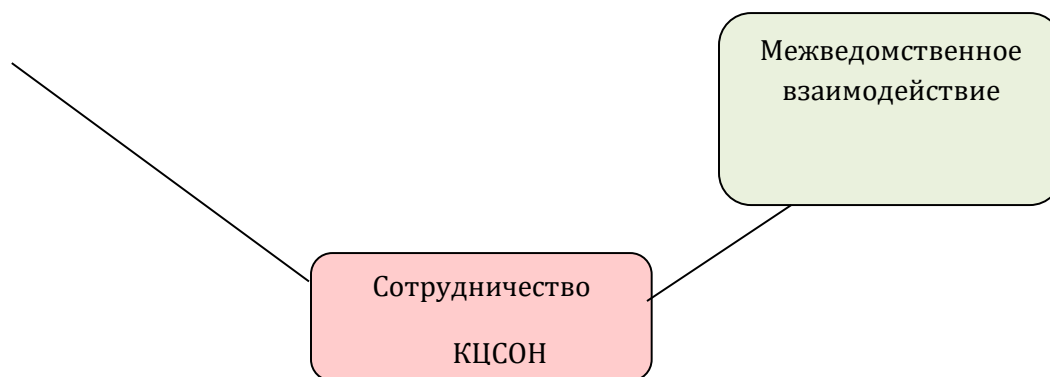 Межведомственное
взаимодействие
Сотрудничество
КЦСОН